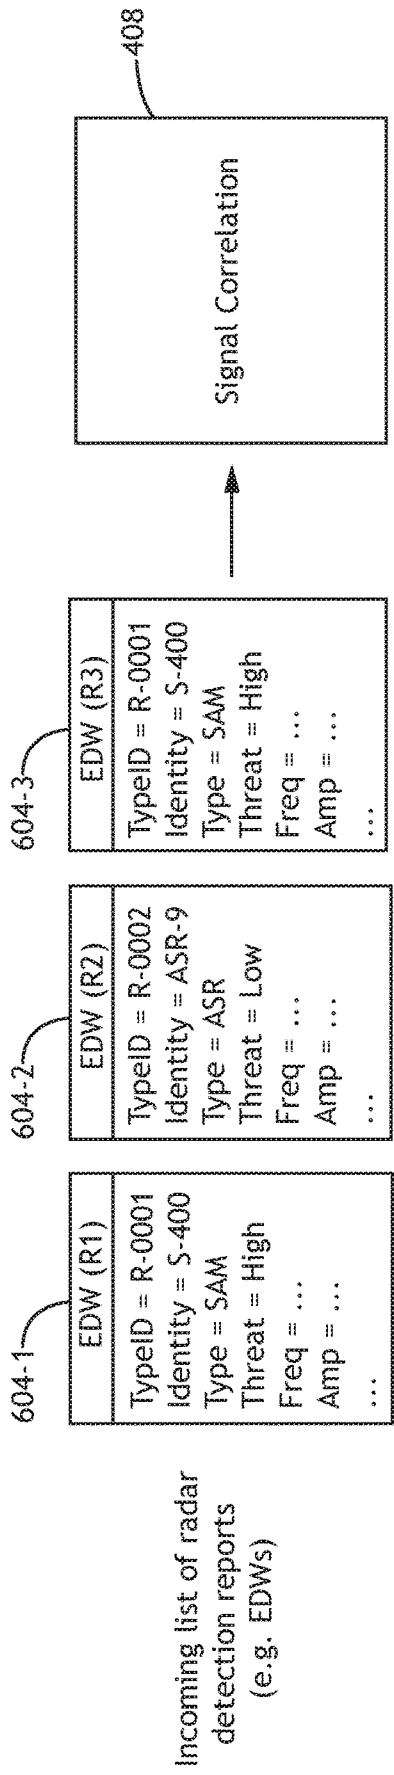 Incoming list of radar
detection reports
(e.g. EDWs)
604-1
EDW (R1)
TypeID = R-0001
Identity = S-400
Type = SAM
Threat = High
Freq = ...
Amp = ...
...
604-2
EDW (R2)
TypeID = R-0002
Identity = ASR-9
Type = ASR
Threat = Low
Freq = ...
Amp = ...
...
604-3
EDW (R3)
TypeID = R-0001
Identity = S-400
Type = SAM
Threat = High
Freq = ...
Amp = ...
...
408
Signal Correlation